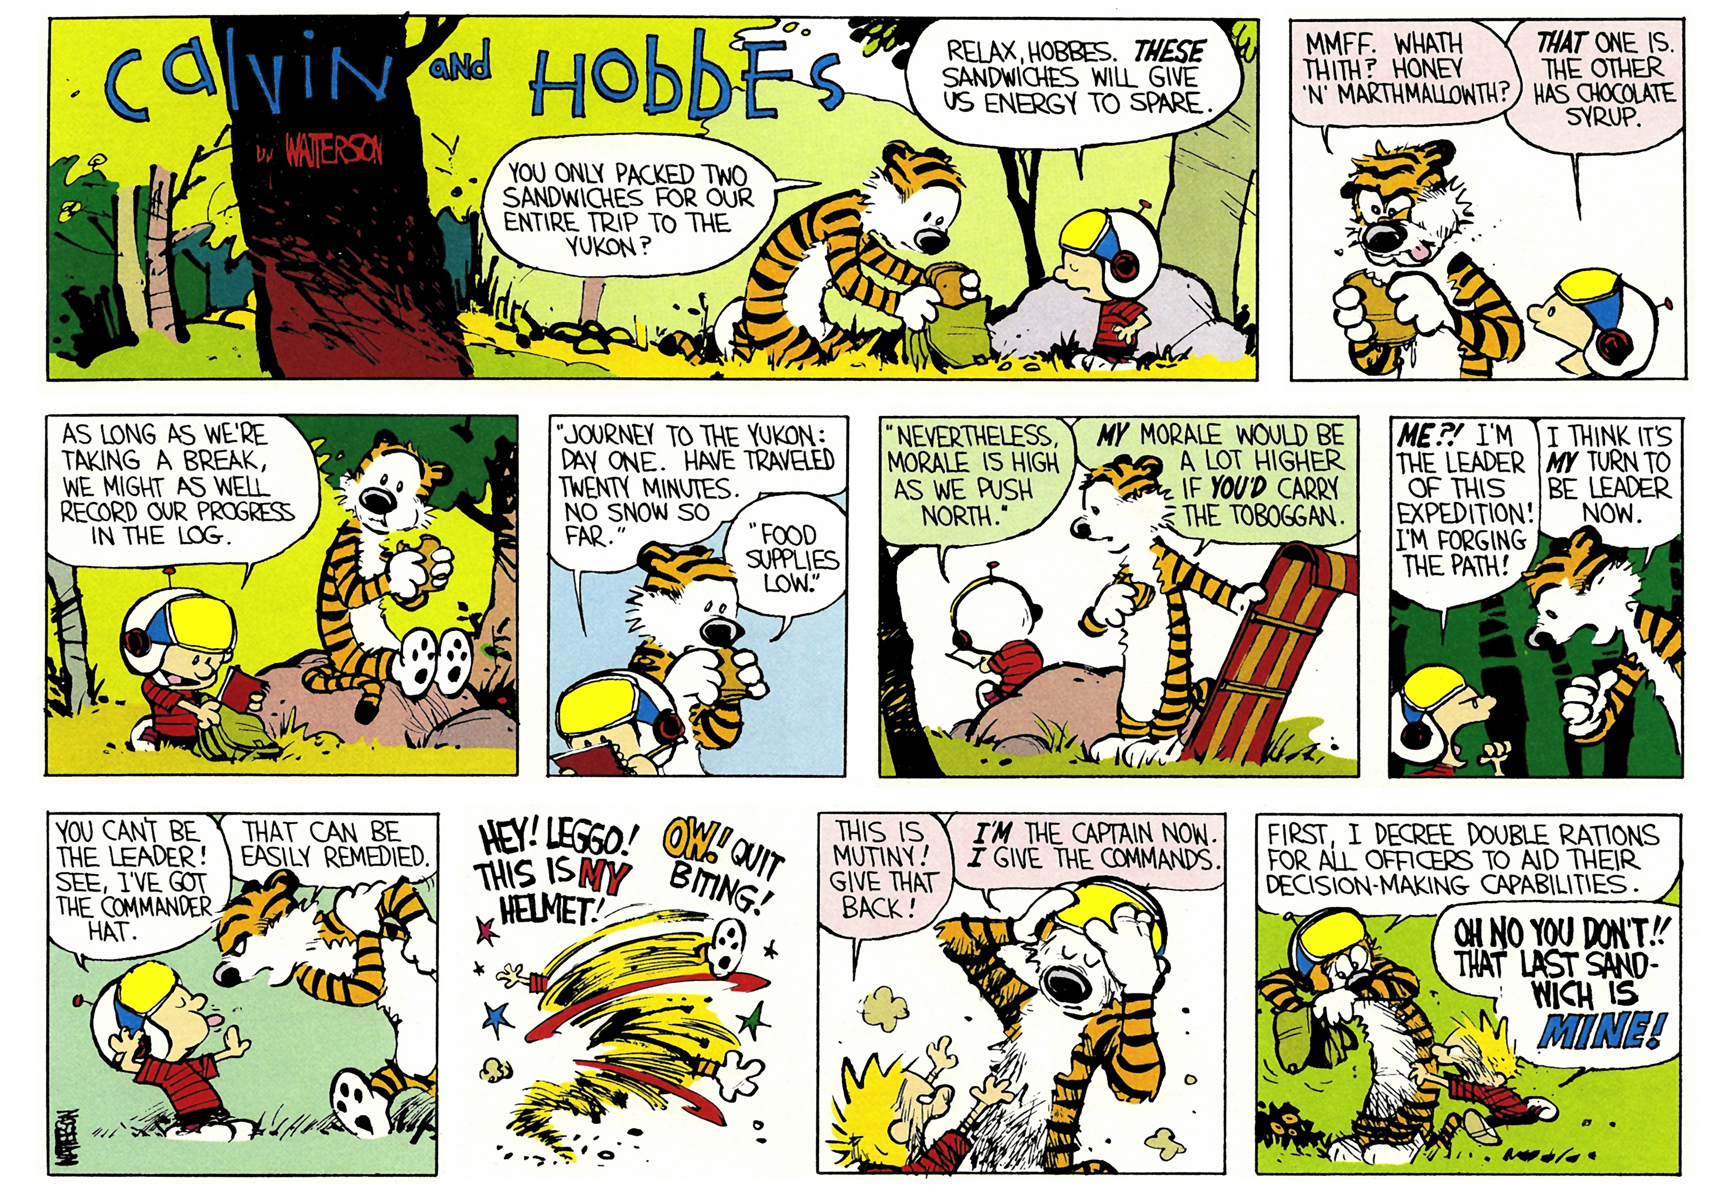 Calvin and Hobbes
by WATTERSON
YOU ONLY PACKED TWO
SANDWICHES FOR OUR
ENTIRE TRIP TO THE
YUKON?
RELAX, HOBBES. THESE
SANDWICHES WILL GIVE
US ENERGY TO SPARE.
MMFF. WHATH
THITH? HONEY
'N' MARTHMALLOWTH?
THAT ONE IS.
THE OTHER
HAS CHOCOLATE
SYRUP.
AS LONG AS WE'RE
TAKING A BREAK,
WE MIGHT AS WELL
RECORD OUR PROGRESS
IN THE LOG.
"JOURNEY TO THE YUKON:
DAY ONE. HAVE TRAVELED
TWENTY MINUTES.
NO SNOW SO
FAR."
"FOOD
SUPPLIES
LOW."
"NEVERTHELESS,
MORALE IS HIGH
AS WE PUSH
NORTH."
MY MORALE WOULD BE
A LOT HIGHER
IF YOU'D CARRY
THE TOBOGGAN.
ME?! I'M
THE LEADER
OF THIS
EXPEDITION!
I'M FORGING
THE PATH!
I THINK IT'S
MY TURN TO
BE LEADER
NOW.
YOU CAN'T BE
THE LEADER!
SEE, I'VE GOT
THE COMMANDER
HAT.
THAT CAN BE
EASILY REMEDIED.
WATTERSON
HEY! LEGGO!
THIS IS MY
HELMET!
OW! QUIT
BITING!
THIS IS
MUTINY!
GIVE THAT
BACK!
I'M THE CAPTAIN NOW.
I GIVE THE COMMANDS.
FIRST, I DECREE DOUBLE RATIONS
FOR ALL OFFICERS TO AID THEIR
DECISION-MAKING CAPABILITIES.
OH NO YOU DON'T!!
THAT LAST SAND-
WICH IS
MINE!